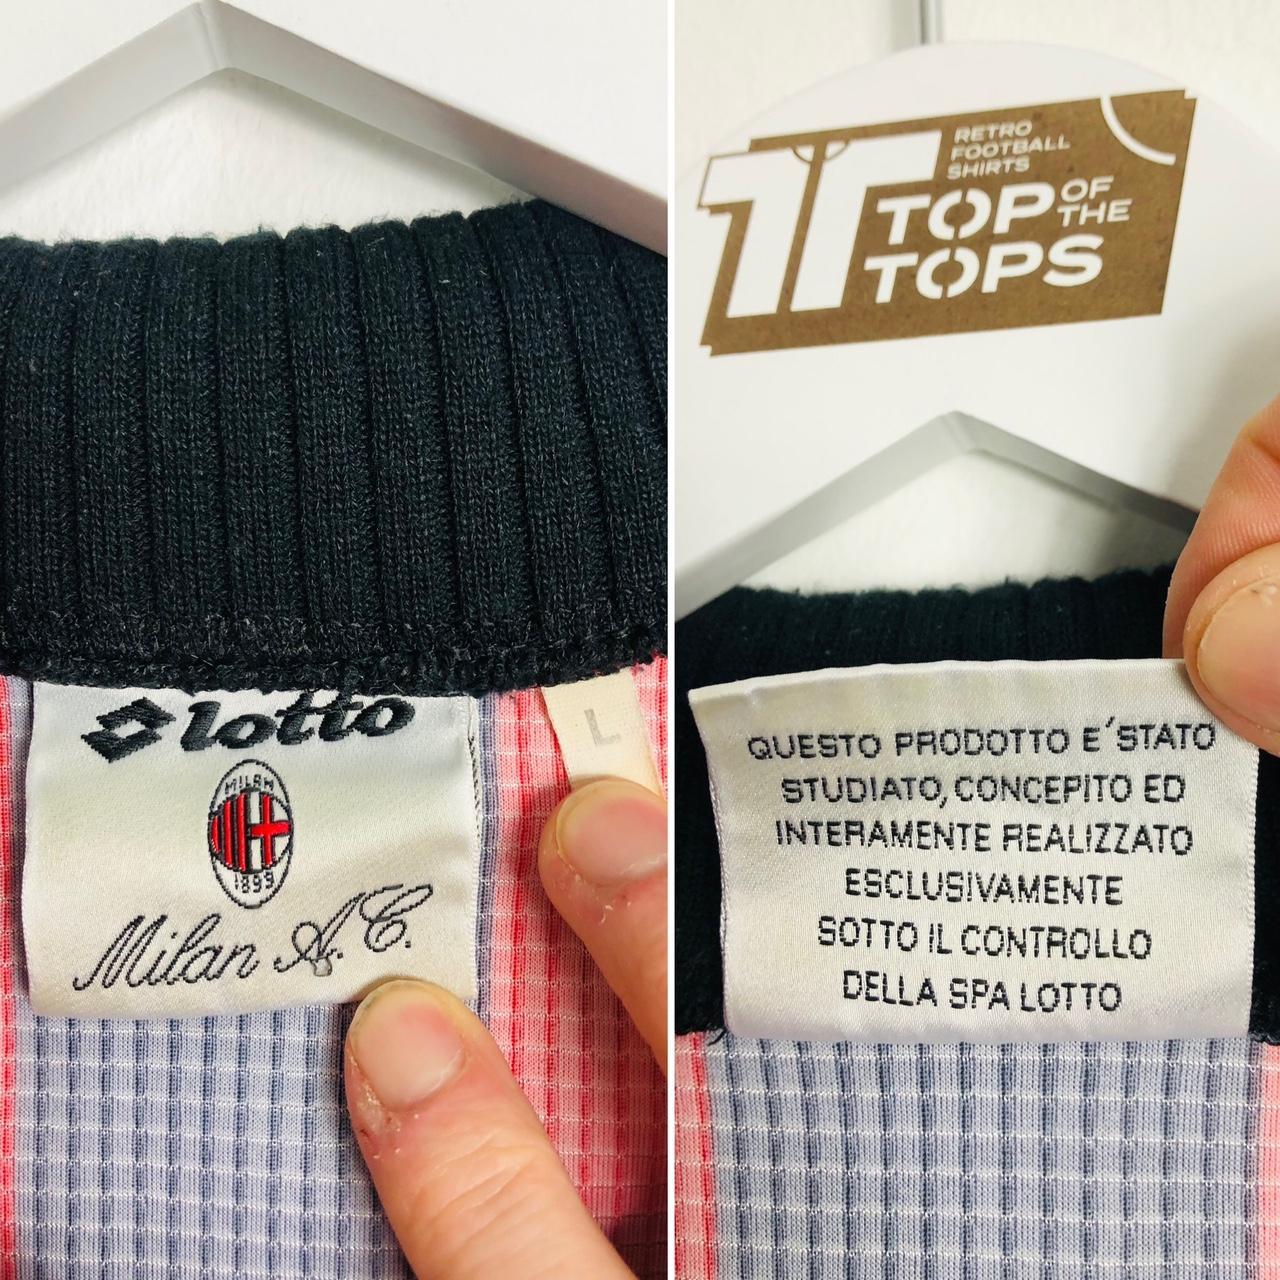 lotto
MILAN
1899
Milan A.C.
L
RETRO
FOOTBALL
SHIRTS
TT
TOP OF THE
TOPS
QUESTO PRODOTTO E´STATO
STUDIATO, CONCEPITO ED
INTERAMENTE REALIZZATO
ESCLUSIVAMENTE
SOTTO IL CONTROLLO
DELLA SPA LOTTO